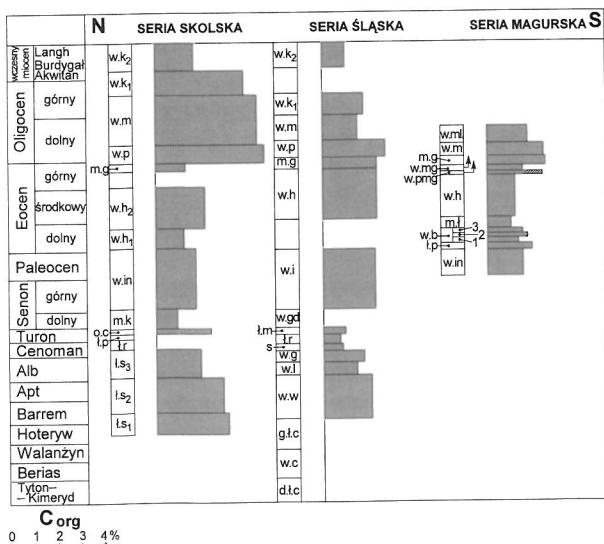 N SERIA SKOLSKA SERIA ŚLĄSKA SERIA MAGURSKA S
wczesny miocen
Langh
Burdygał
Akwitan
Oligocen
górny
dolny
Eocen
górny
środkowy
dolny
Paleocen
Senon
górny
dolny
Turon
Cenoman
Alb
Apt
Barrem
Hoteryw
Walanżyn
Berias
Tyton–
– Kimeryd
w.k2
w.k1
w.m
w.p
m.g
w.h2
w.h1
w.in
m.k
o.c
ł.p
ł.r
ł.s3
ł.s2
ł.s1
w.k2
w.k1
w.m
w.p
m.g
w.h
w.i
w.gd
ł.m
ł.r
s
w.g
w.l
w.w
g.ł.c
w.c
d.ł.c
w.ml
w.m
m.g
w.mg
w.pmg
w.h
m.ł
3
w.b 2
1
ł.p
w.in
C org
0 1 2 3 4%